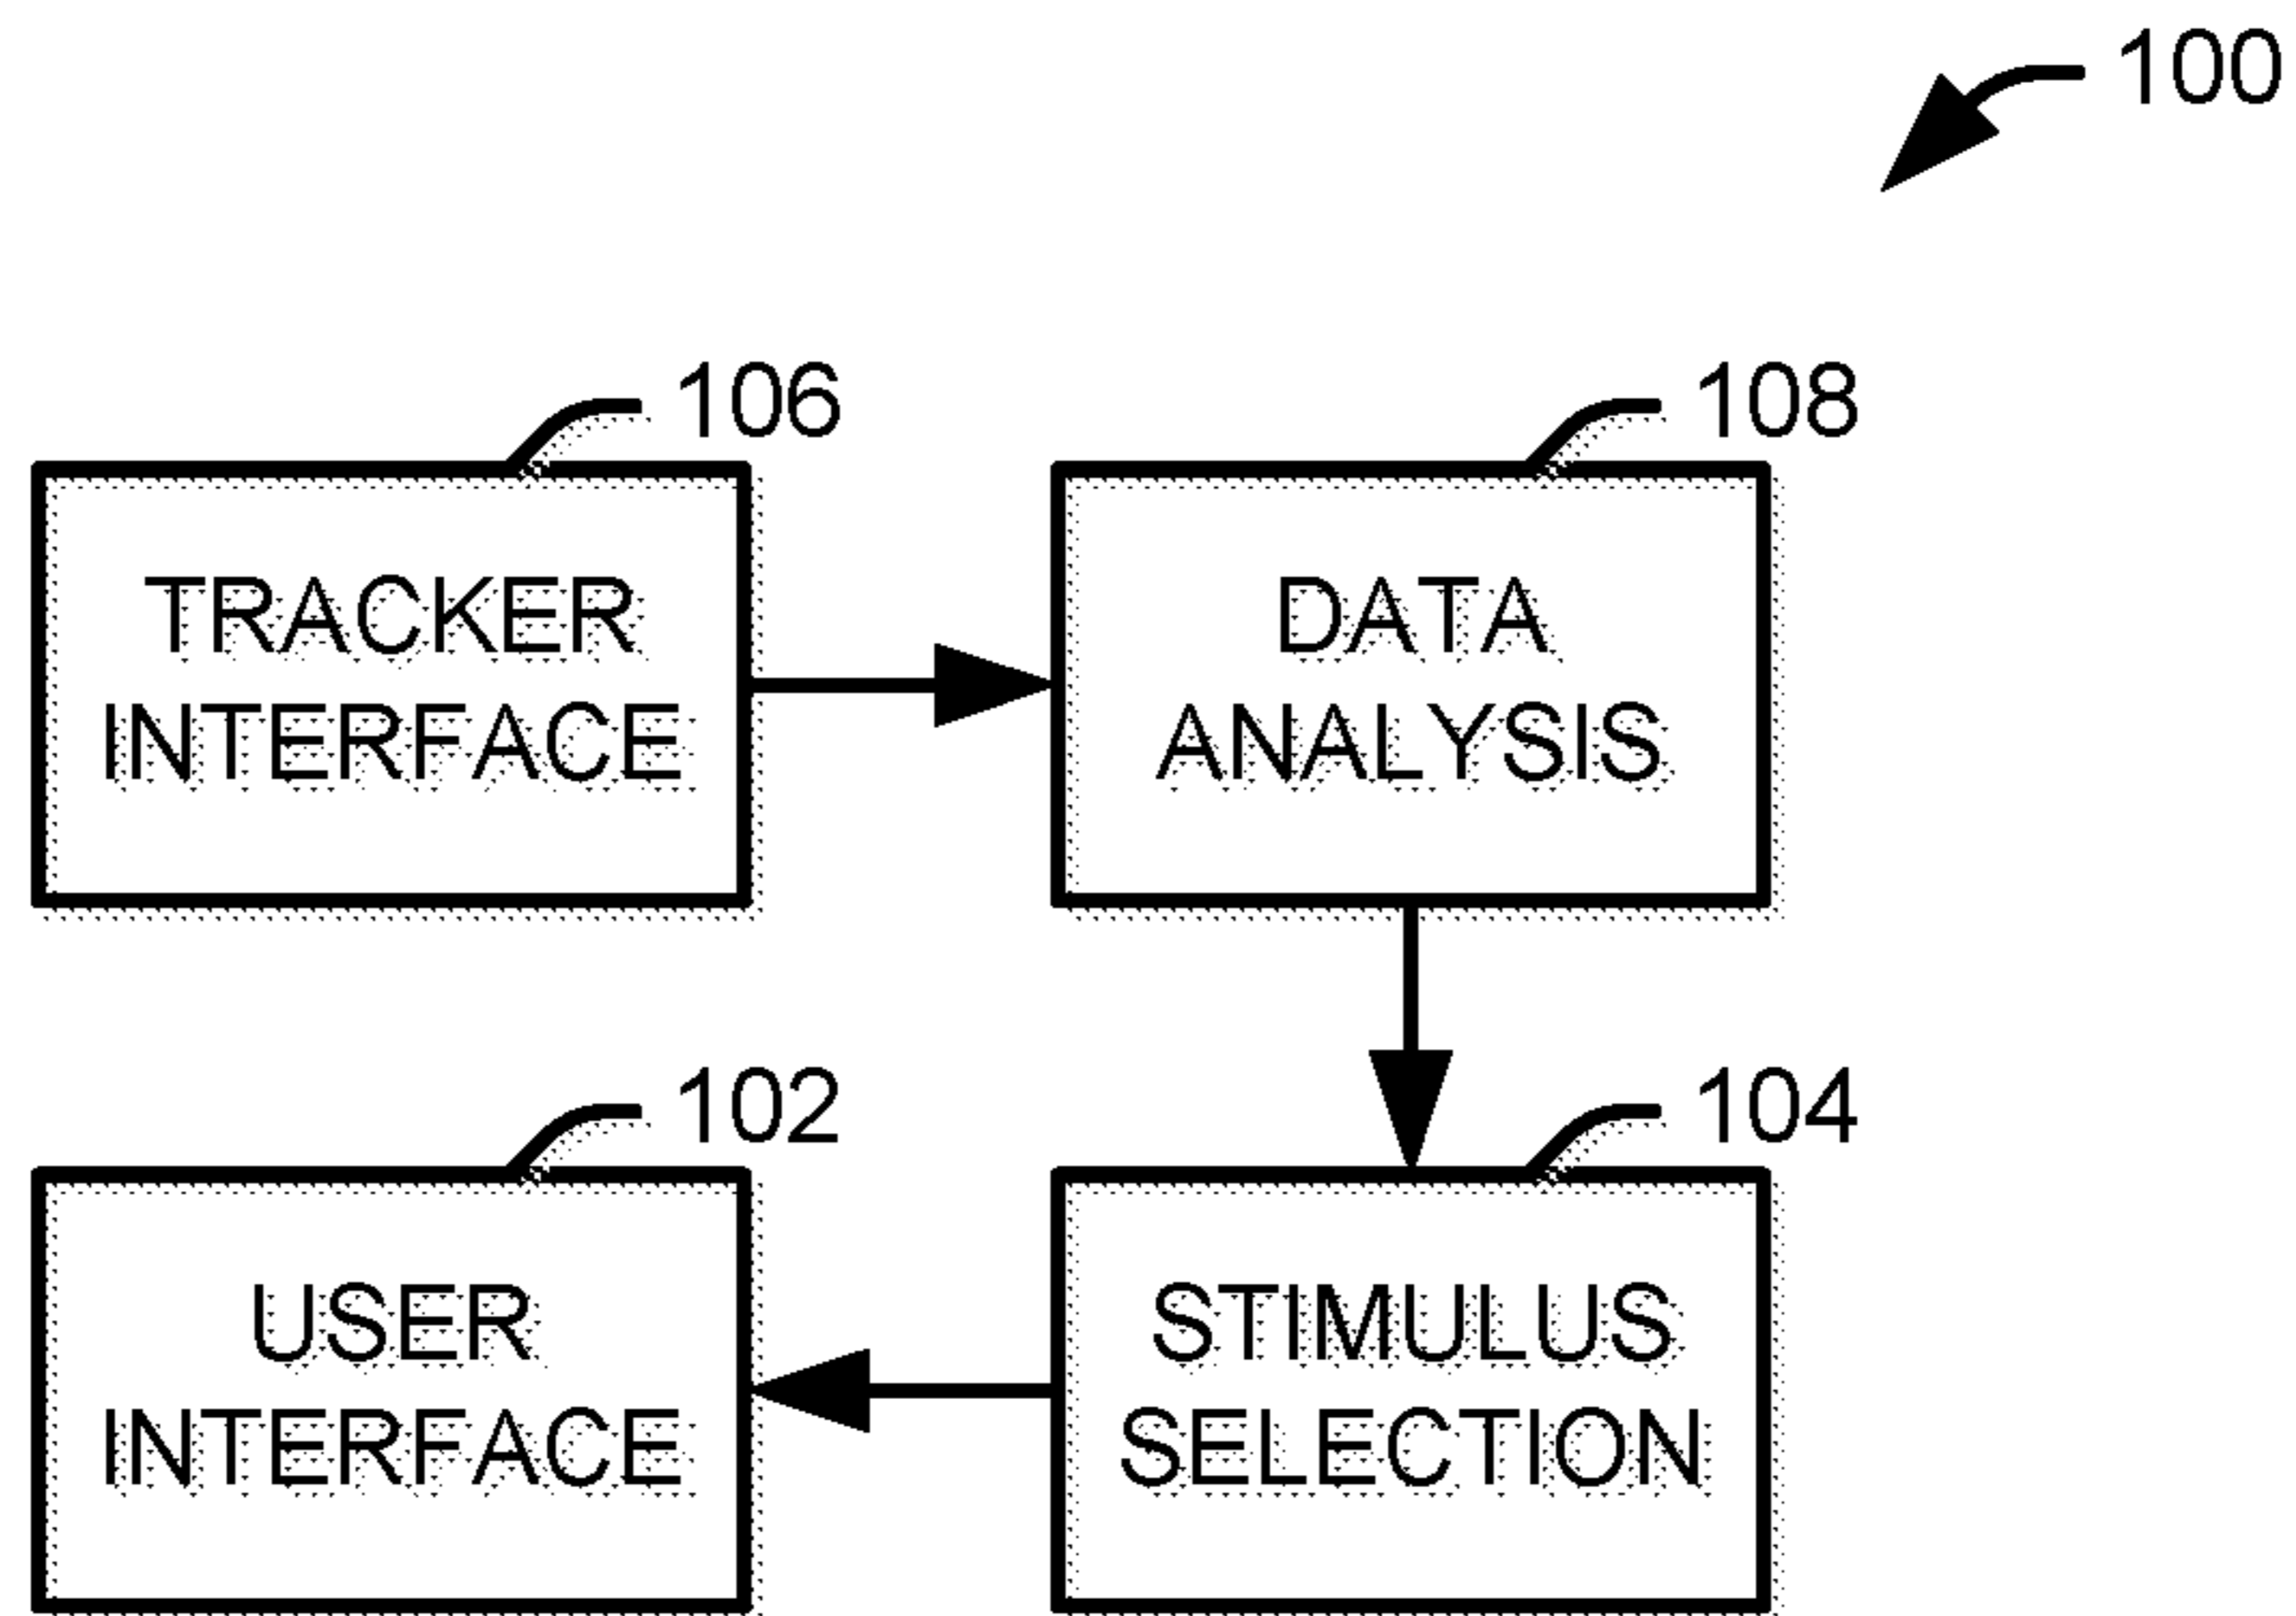 100
106
108
TRACKER
INTERFACE
DATA
ANALYSIS
102
104
USER
INTERFACE
STIMULUS
SELECTION